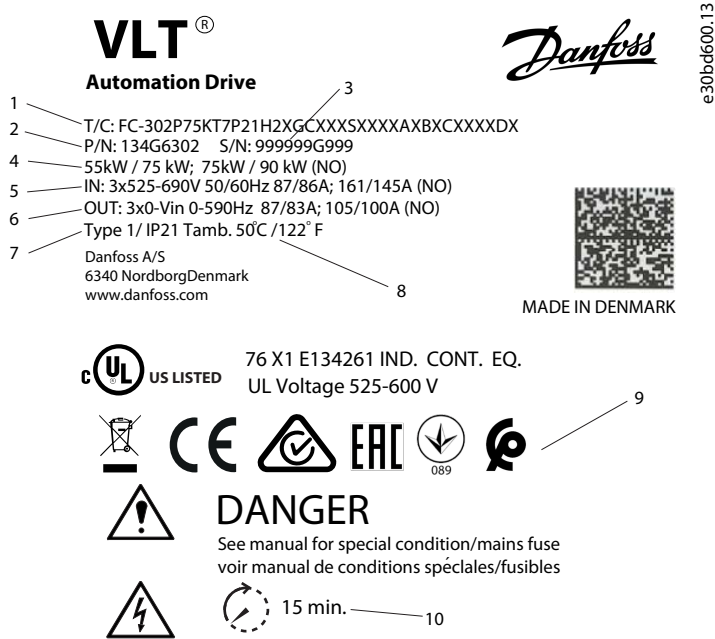 VLT®
Automation Drive
Danfoss
e30bd600.13
1
2
3
4
5
6
7
8
T/C: FC-302P75KT7P21H2XGCXXXSXXXXAXBXCXXXXDX
P/N: 134G6302 S/N: 999999G999
55kW / 75 kW; 75kW / 90 kW (NO)
IN: 3x525-690V 50/60Hz 87/86A; 161/145A (NO)
OUT: 3x0-Vin 0-590Hz 87/83A; 105/100A (NO)
Type 1/ IP21 Tamb. 50°C /122° F
Danfoss A/S
6340 NordborgDenmark
www.danfoss.com
MADE IN DENMARK
C UL® US LISTED
76 X1 E134261 IND. CONT. EQ.
UL Voltage 525-600 V
9
CE
EAC
089
DANGER
See manual for special condition/mains fuse
voir manual de conditions spéclales/fusibles
15 min.
10